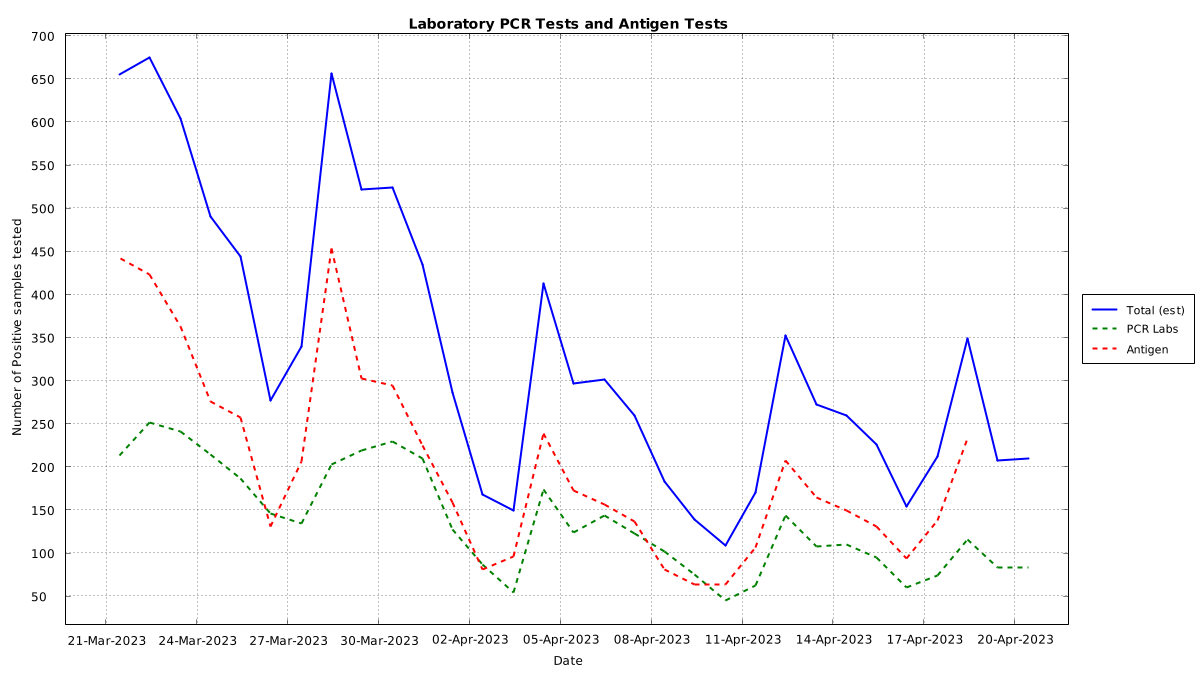 Laboratory PCR Tests and Antigen Tests
700
650
600
550
500
450
400
350
300
250
200
150
100
50
Number of Positive samples tested
21-Mar-2023 24-Mar-2023 27-Mar-2023 30-Mar-2023 02-Apr-2023 05-Apr-2023 08-Apr-2023 11-Apr-2023 14-Apr-2023 17-Apr-2023 20-Apr-2023
Date
Total (est)
PCR Labs
Antigen